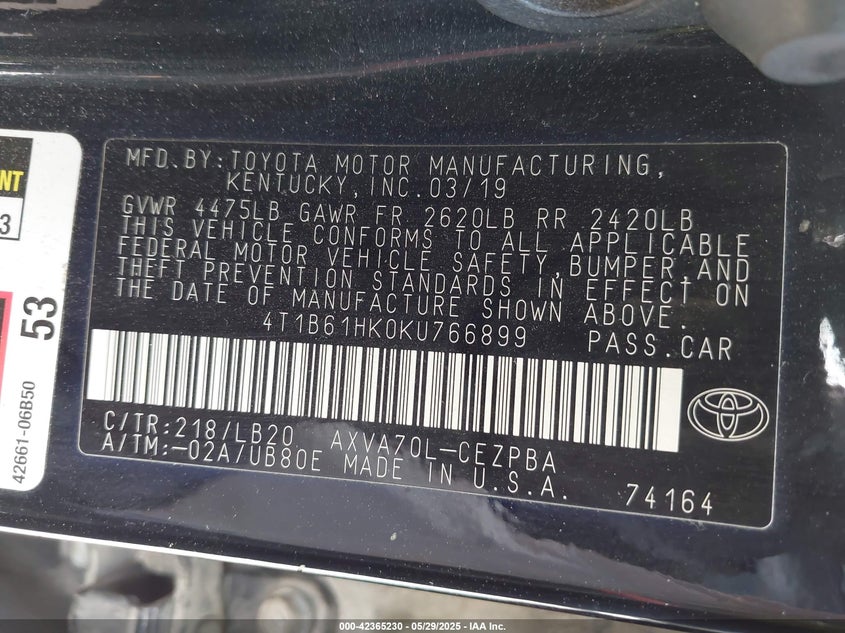 MFD.BY:TOYOTA MOTOR MANUFACTURING,
KENTUCKY,INC.03/19
GVWR 4475LB GAWR FR 2620LB RR 2420LB
THIS VEHICLE CONFORMS TO ALL APPLICABLE
FEDERAL MOTOR VEHICLE SAFETY,BUMPER,AND
THEFT PREVENTION STANDARDS IN EFFECT ON
THE DATE OF MANUFACTURE SHOWN ABOVE.
4T1B61HK0KU766899 PASS.CAR
C/TR:218/LB20 AXVA70L-CEZPBA
A/TM:-02A/UB80E MADE IN U.S.A. 74164
53
42661-06B50
000-42365230 - 05/29/2025 - IAA Inc.